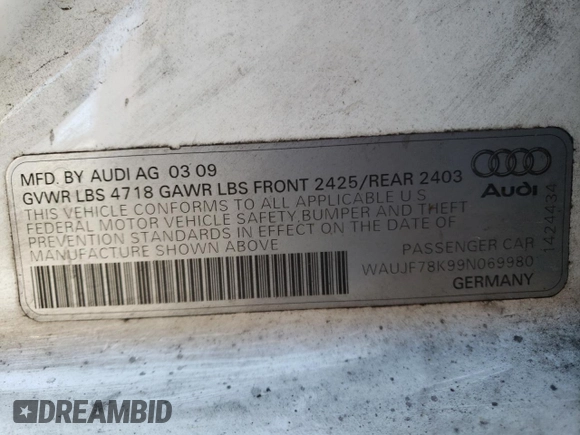 MFD. BY AUDI AG 03 09
GVWR LBS 4718 GAWR LBS FRONT 2425/REAR 2403
THIS VEHICLE CONFORMS TO ALL APPLICABLE U S
FEDERAL MOTOR VEHICLE SAFETY,BUMPER AND THEFT
PREVENTION STANDARDS IN EFFECT ON THE DATE OF
MANUFACTURE SHOWN ABOVE
Audi
PASSENGER CAR
WAUJF78K99N069980
GERMANY
1424434
DREAMBID